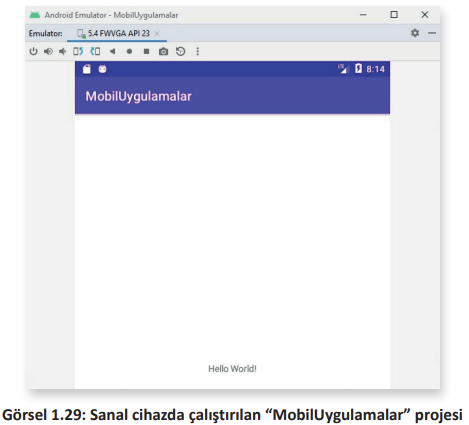 Android Emulator - MobilUygulamalar
Emulator: 5.4 FWVGA API 23
8:14
MobilUygulamalar
Hello World!
Görsel 1.29: Sanal cihazda çalıştırılan “MobilUygulamalar” projesi